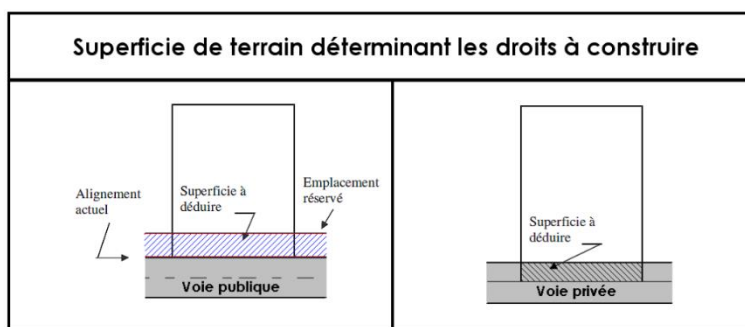 Superficie de terrain déterminant les droits à construire
Alignement
actuel
Superficie à
déduire
Emplacement
réservé
Voie publique
Superficie à
déduire
Voie privée